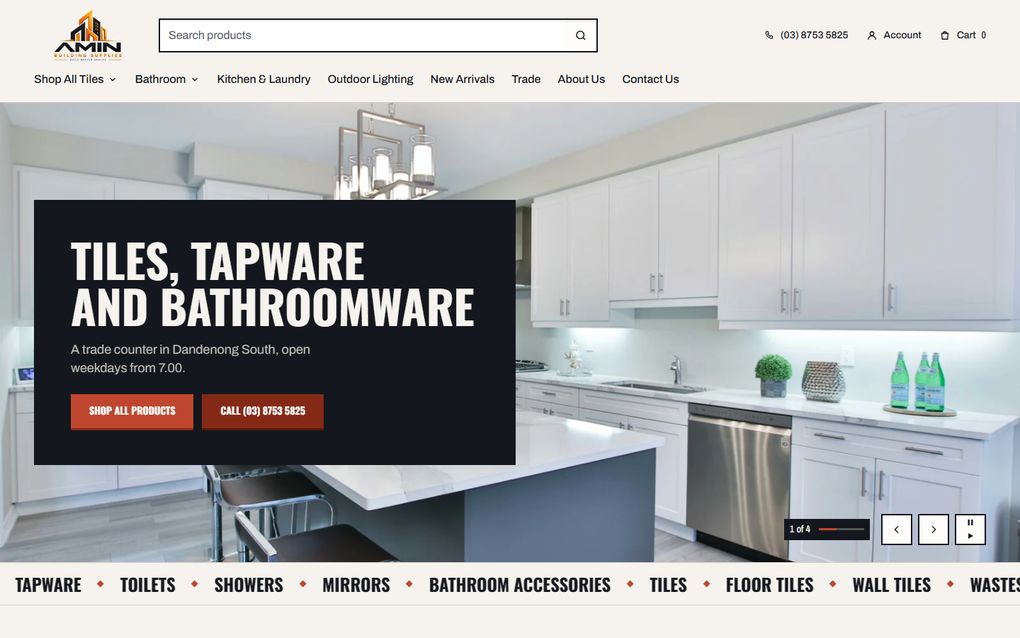 AMIN
BUILDING SUPPLIES
Search products
(03) 8753 5825
Account
Cart 0
Shop All Tiles
Bathroom
Kitchen & Laundry
Outdoor Lighting
New Arrivals
Trade
About Us
Contact Us
TILES, TAPWARE
AND BATHROOMWARE
A trade counter in Dandenong South, open
weekdays from 7.00.
SHOP ALL PRODUCTS
CALL (03) 8753 5825
1 of 4
TAPWARE
TOILETS
SHOWERS
MIRRORS
BATHROOM ACCESSORIES
TILES
FLOOR TILES
WALL TILES
WASTES